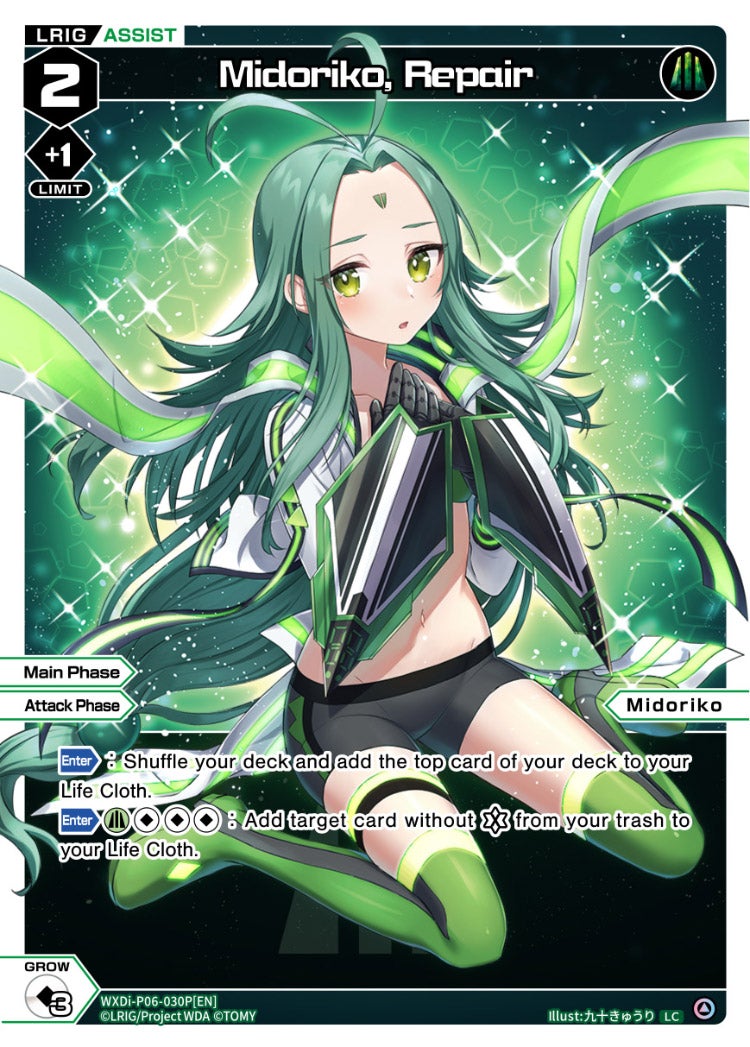 LRIG ASSIST
2
Midoriko, Repair
+1
LIMIT
Main Phase
Attack Phase
Midoriko
Enter : Shuffle your deck and add the top card of your deck to your
Life Cloth.
Enter : Add target card without from your trash to
your Life Cloth.
GROW
3
WXDi-P06-030P[EN]
©LRIG/Project WDA ©TOMY
Illust:九十きゅうり LC